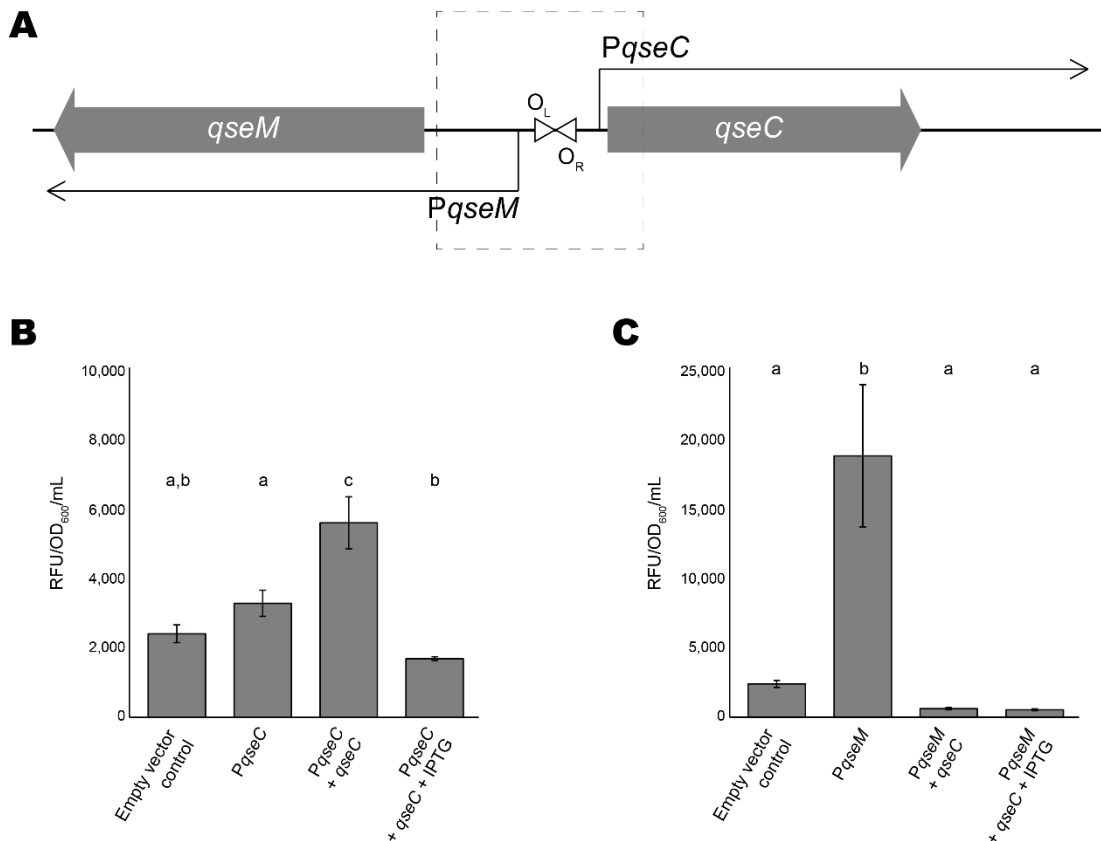 A
PqseC
qseM
O_L
O_R
qseC
PqseM
B
10,000
8,000
6,000
4,000
2,000
0
RFU/OD₆₀₀/mL
a,b
a
c
b
Empty vector
control
PqseC
PqseC
+ qseC
PqseC
+ qseC + IPTG
C
25,000
20,000
15,000
10,000
5,000
0
RFU/OD₆₀₀/mL
a
b
a
a
Empty vector
control
PqseM
PqseM
+ qseC
PqseM
+ qseC + IPTG